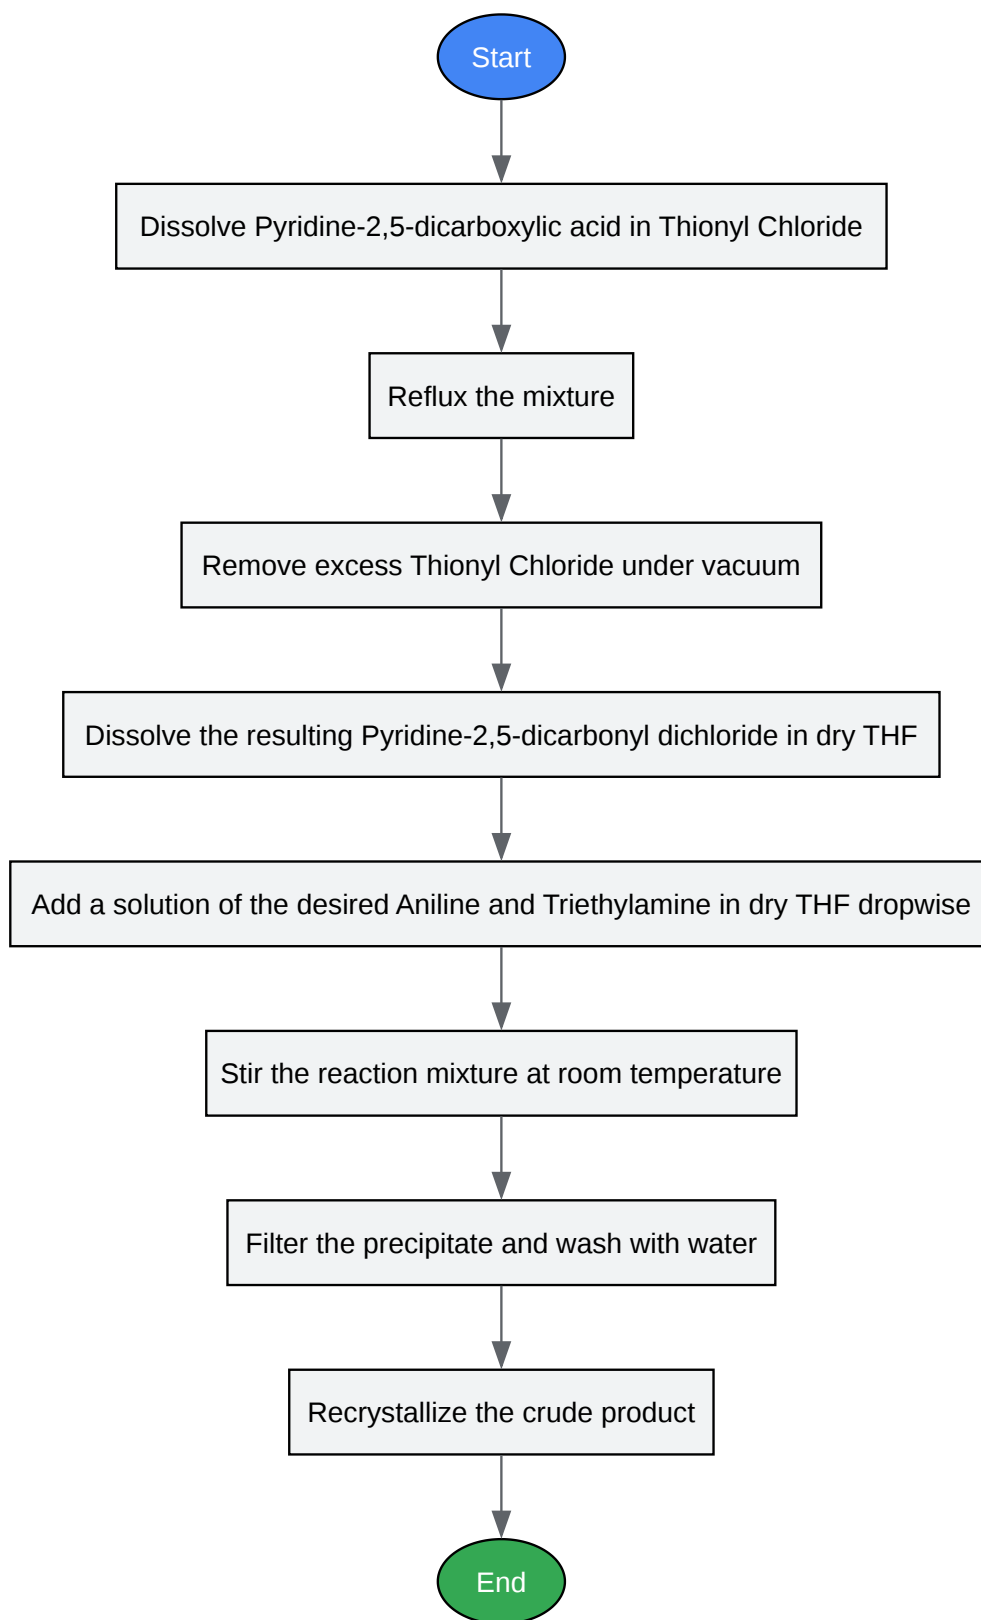 Start
Dissolve Pyridine-2,5-dicarboxylic acid in Thionyl Chloride
Reflux the mixture
Remove excess Thionyl Chloride under vacuum
Dissolve the resulting Pyridine-2,5-dicarbonyl dichloride in dry THF
Add a solution of the desired Aniline and Triethylamine in dry THF dropwise
Stir the reaction mixture at room temperature
Filter the precipitate and wash with water
Recrystallize the crude product
End